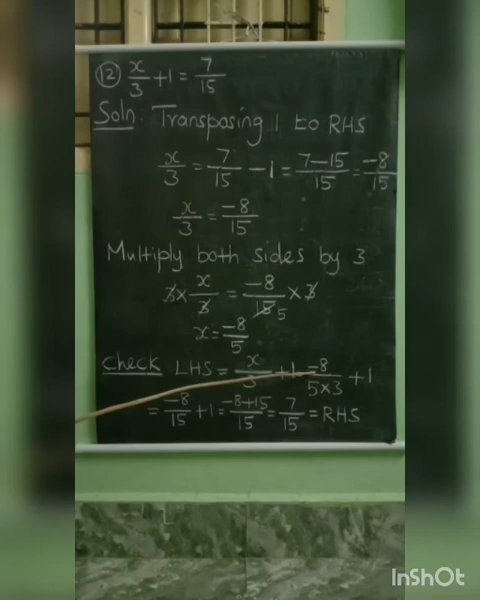 ⑫ x/3 + 1 = 7/15
Soln. Transposing 1 to RHS
x/3 = 7/15 - 1 = 7-15/15 = -8/15
x/3 = -8/15
Multiply both sides by 3
3 × x/3 = -8/15 5 × 3
x = -8/5
Check LHS = x/3 + 1 -8/5×3 + 1
= -8/15 + 1 = -8+15/15 = 7/15 = RHS
InShOt